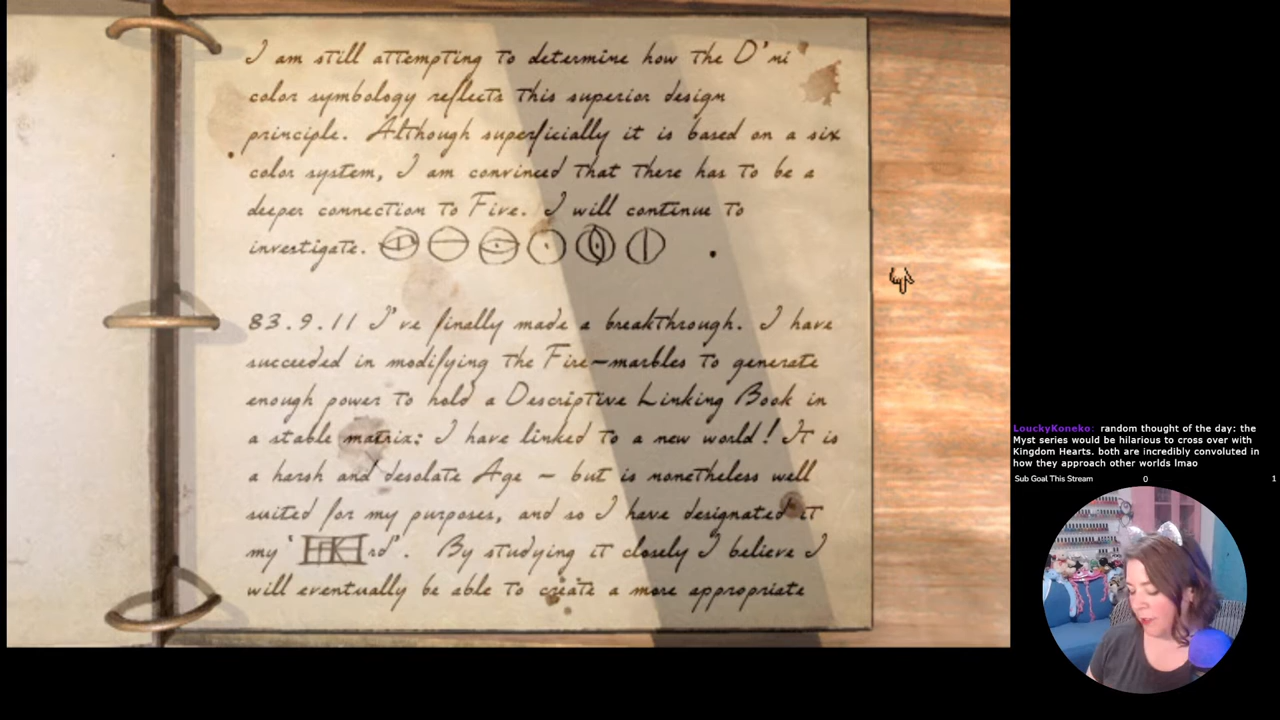 I am still attempting to determine how the D'ni
color symbology reflects this superior design
principle. Although superficially it is based on a six
color system, I am convinced that there has to be a
deeper connection to Five. I will continue to
investigate.
83.9.11 I've finally made a breakthrough. I have
succeeded in modifying the Fire-marbles to generate
enough power to hold a Descriptive Linking Book in
a stable matrix: I have linked to a new world! It is
a harsh and desolate Age - but is nonetheless well
suited for my purposes, and so I have designated it
my ' rd'. By studying it closely I believe I
will eventually be able to create a more appropriate
LouckyKoneko: random thought of the day: the
Myst series would be hilarious to cross over with
Kingdom Hearts. both are incredibly convoluted in
how they approach other worlds lmao
Sub Goal This Stream 0 1